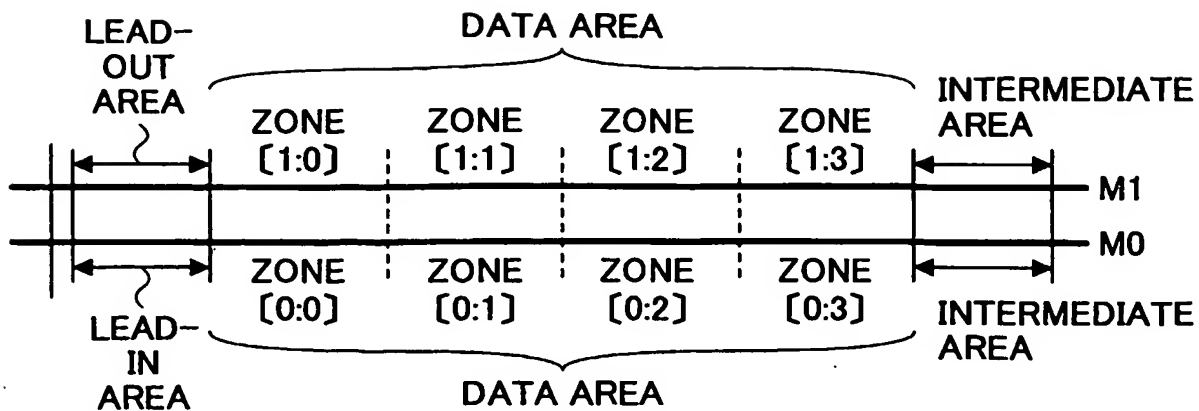 LEAD-
OUT
AREA
DATA AREA
INTERMEDIATE
AREA
ZONE
[1:0]
ZONE
[1:1]
ZONE
[1:2]
ZONE
[1:3]
M1
M0
ZONE
[0:0]
ZONE
[0:1]
ZONE
[0:2]
ZONE
[0:3]
LEAD-
IN
AREA
DATA AREA
INTERMEDIATE
AREA